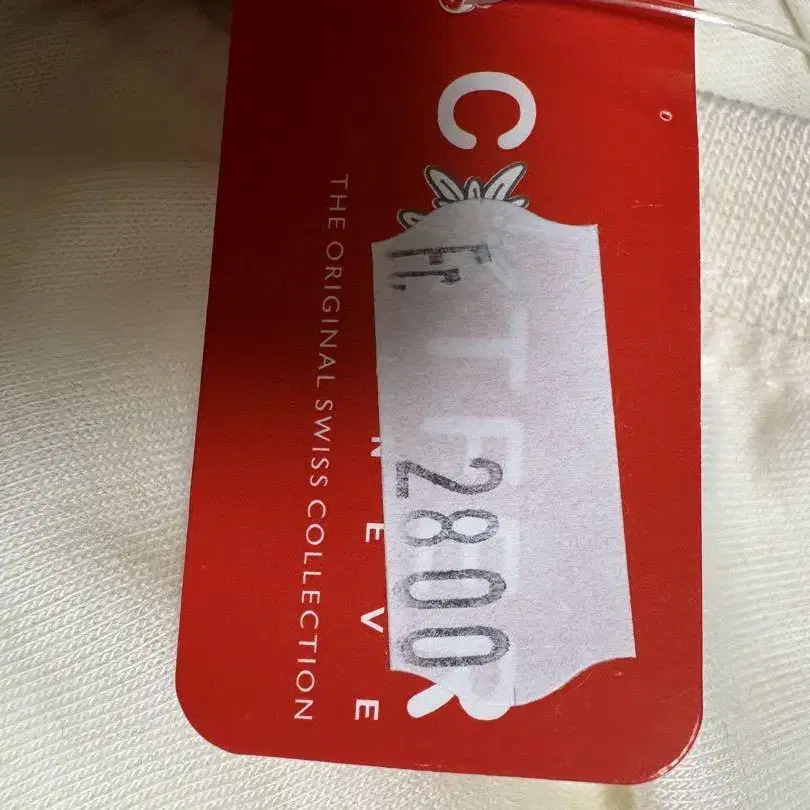 C
Fr. 2800
N E V E
THE ORIGINAL SWISS COLLECTION